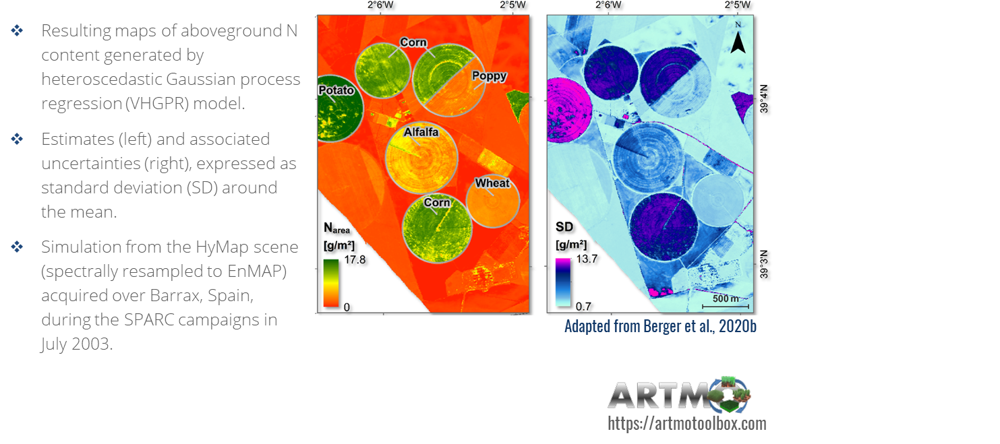 Resulting maps of aboveground N
content generated by
heteroscedastic Gaussian process
regression (VHGPR) model.
Estimates (left) and associated
uncertainties (right), expressed as
standard deviation (SD) around
the mean.
Simulation from the HyMap scene
(spectrally resampled to EnMAP)
acquired over Barrax, Spain,
during the SPARC campaigns in
July 2003.
2°6'W
2°5'W
Corn
Poppy
Potato
Alfalfa
Wheat
Corn
Narea
[g/m²]
17.8
0
2°6'W
2°5'W
N
39°4'N
39°3'N
SD
[g/m²]
13.7
0.7
500 m
Adapted from Berger et al., 2020b
ARTMO
https://artmotoolbox.com